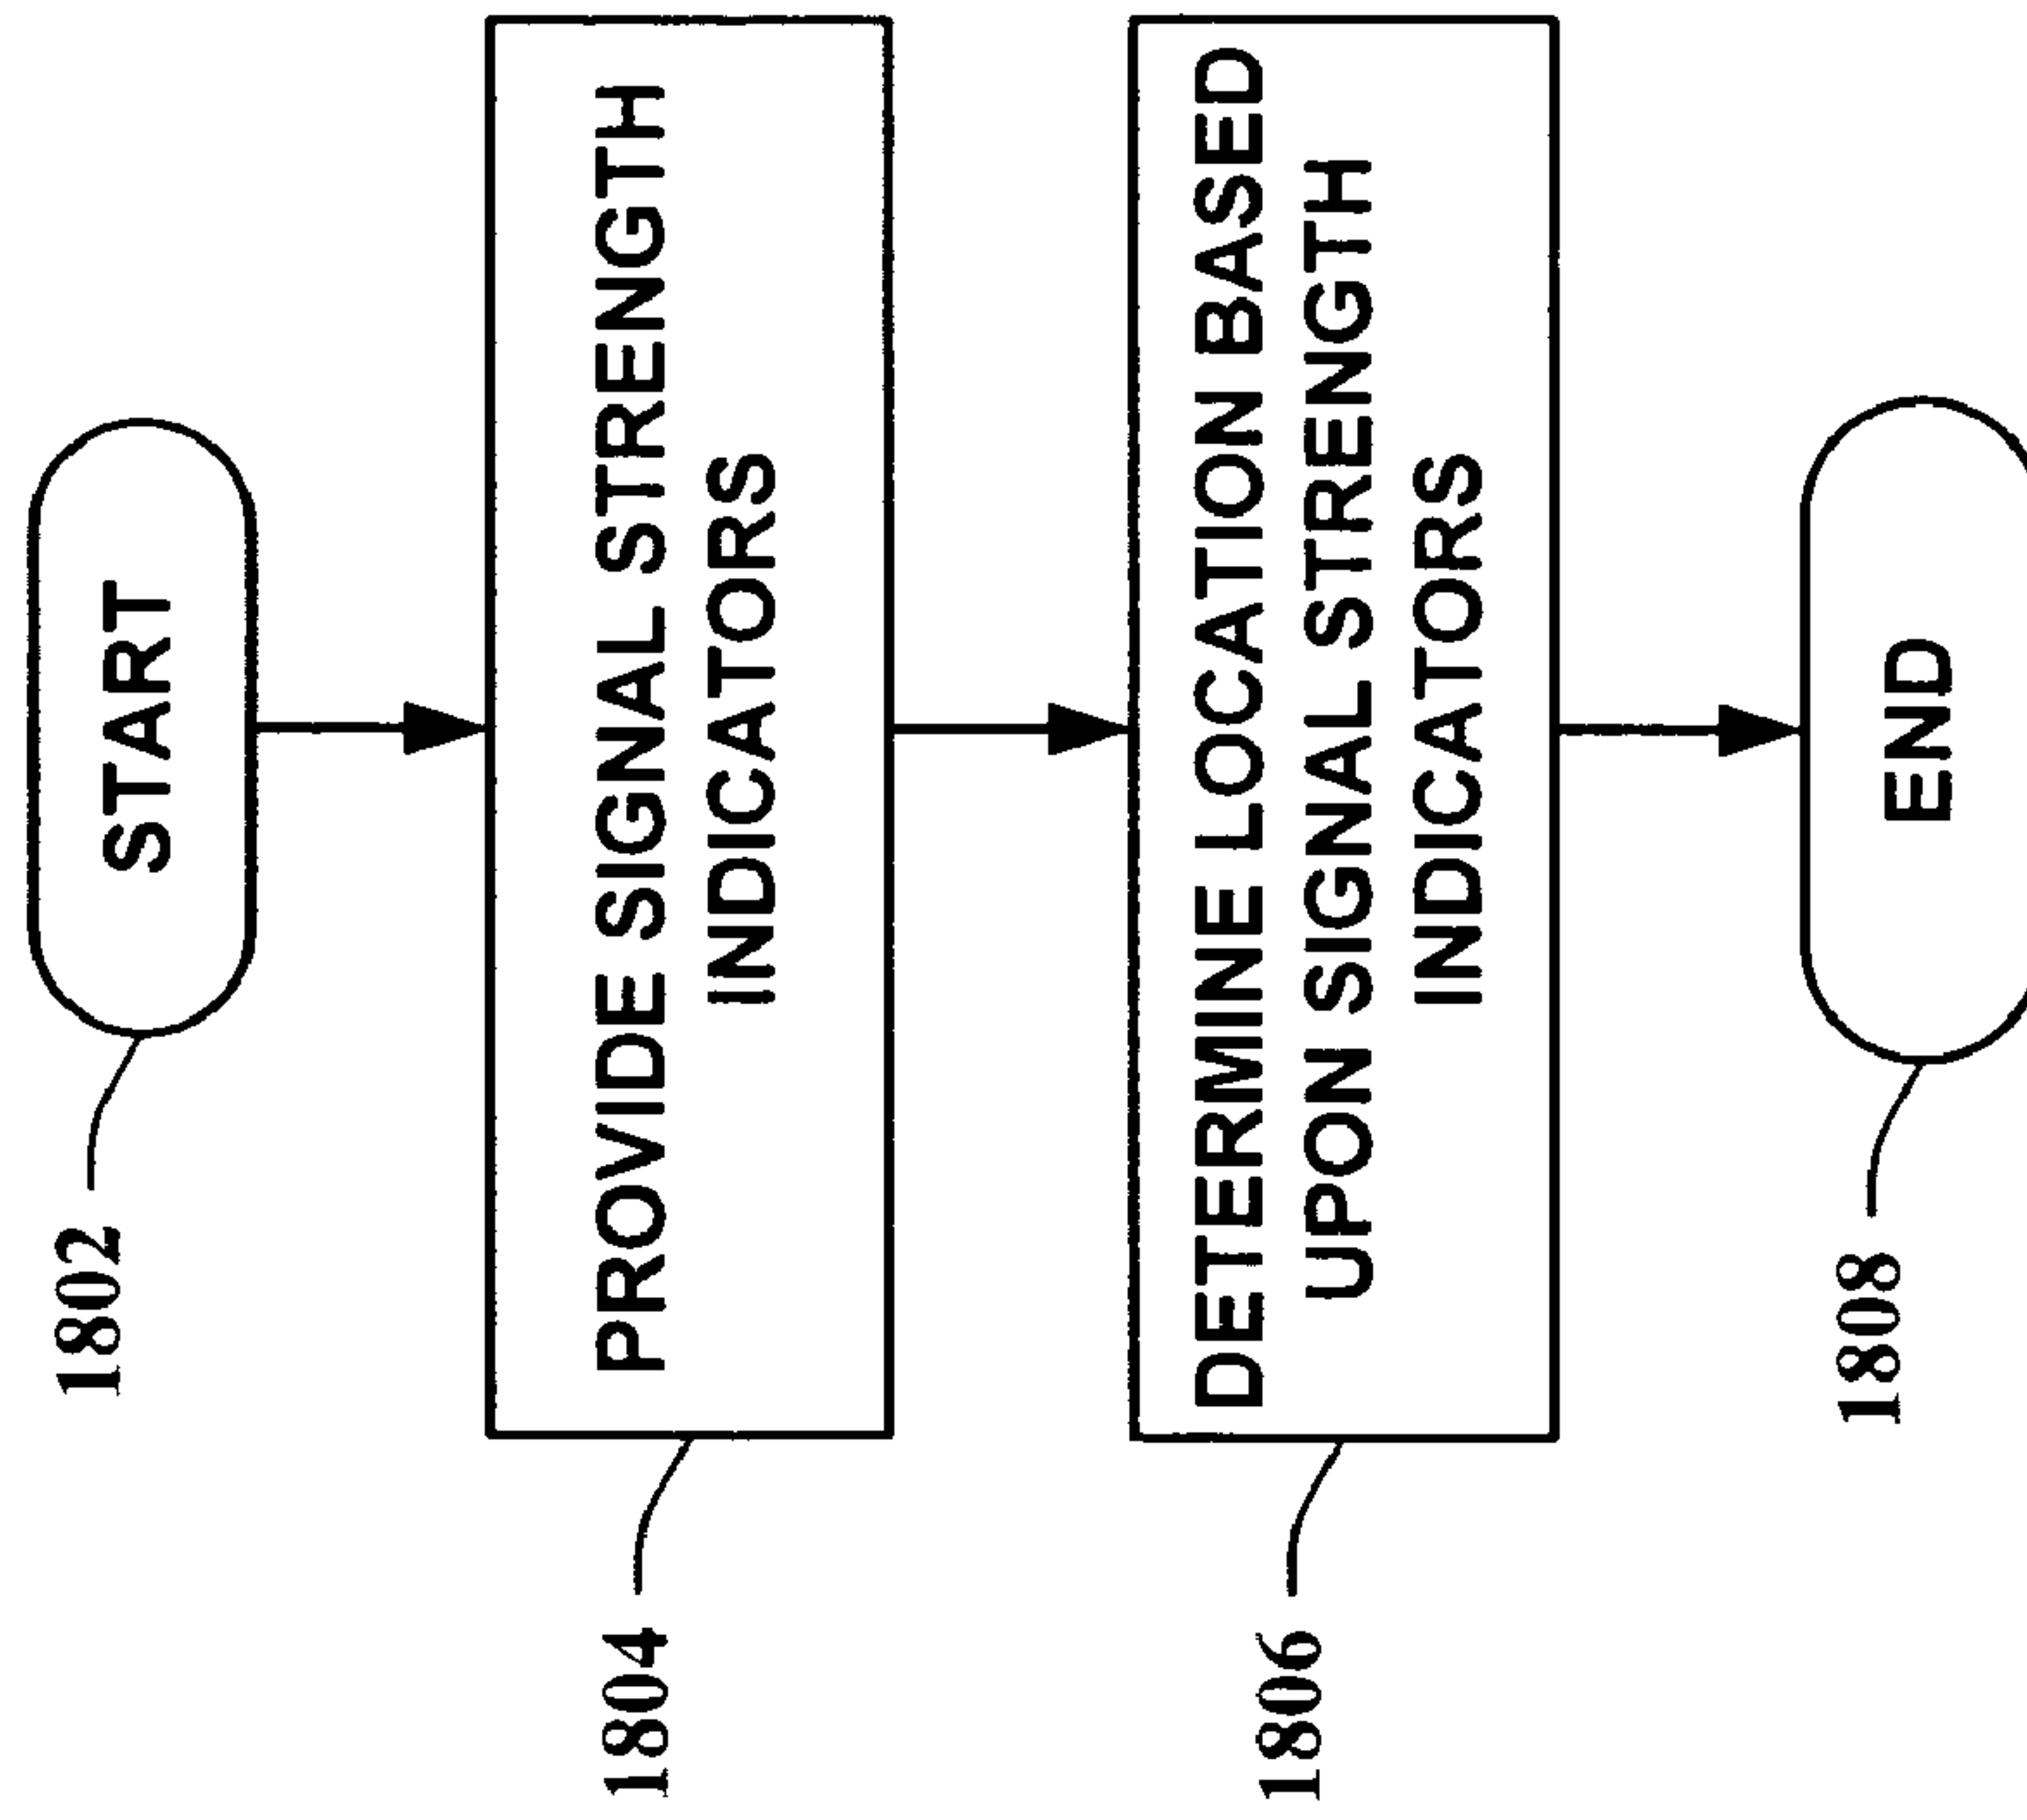 1802
START
1804
PROVIDE SIGNAL STRENGTH
INDICATORS
1806
DETERMINE LOCATION BASED
UPON SIGNAL STRENGTH
INDICATORS
1808
END